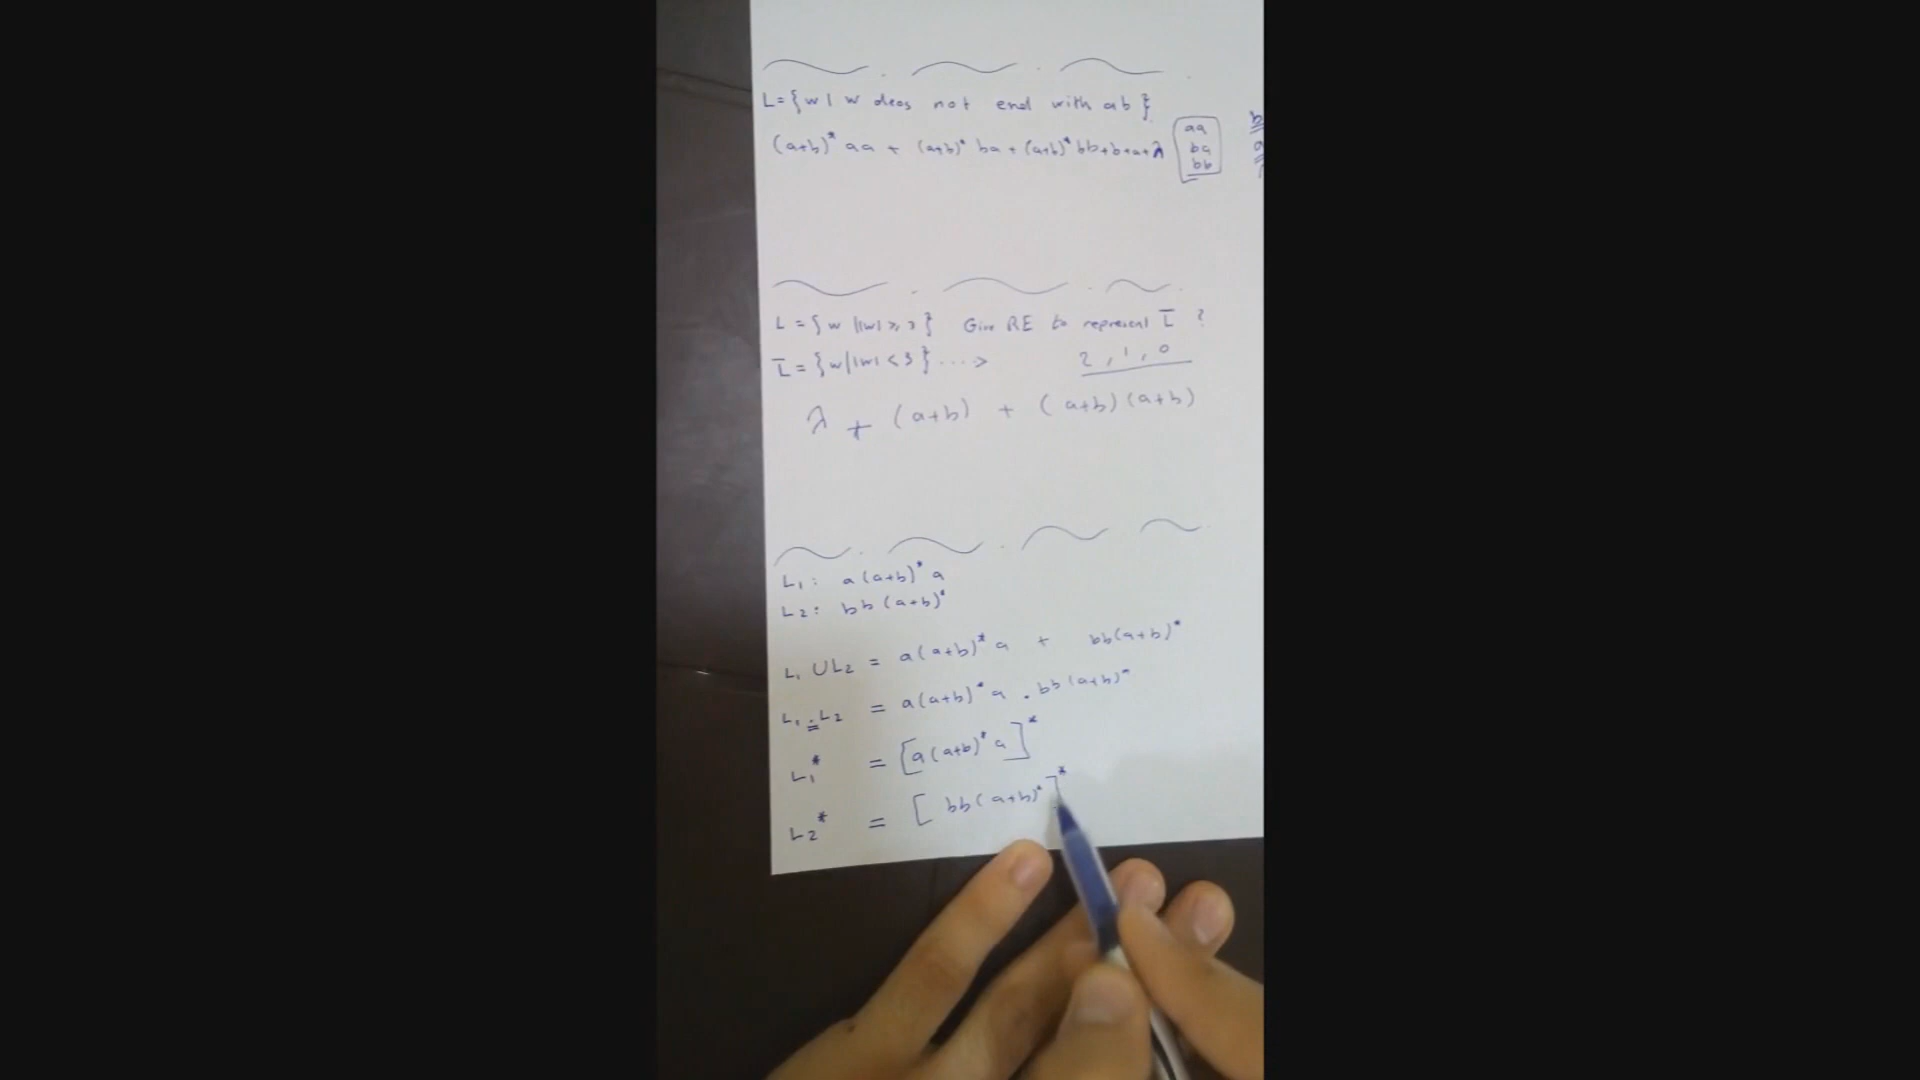 L={w | w deos not end with ab}
(a+b)* aa + (a+b)* ba + (a+b)* bb+b+a+λ
aa
ba
bb
L = {w ||w| ⩾ 3} Give RE to represent L̅ ?
L̅ = {w/|w| < 3} ....> 2, 1, 0
λ + (a+b) + (a+b)(a+b)
L₁: a(a+b)* a
L₂: bb(a+b)*
L₁ ∪ L₂ = a(a+b)* a + bb(a+b)*
L₁ . L₂ = a(a+b)* a . bb(a+b)*
L₁* = [a(a+b)* a]*
L₂* = [ bb(a+b)* ]*